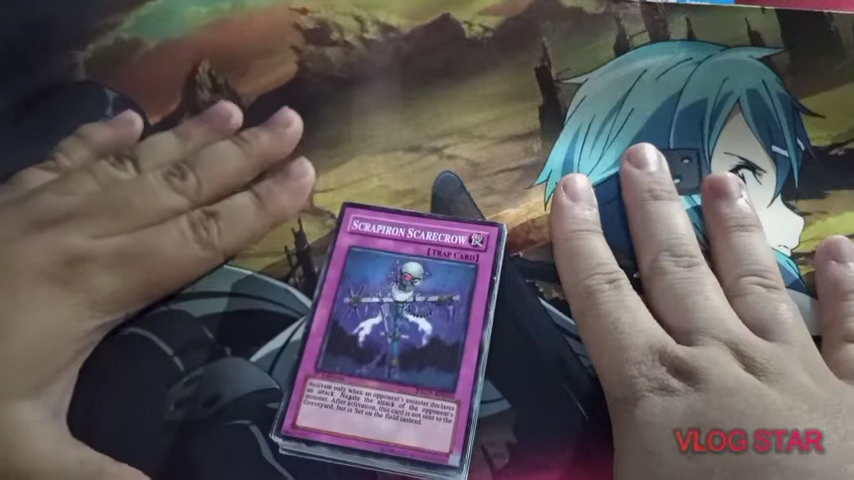 SCRAPIRON SCARECROW
[TRAP CARD]
Activate only when an opponent's monster declares
an attack. Negate the attack of the opponent's
monster. After activation, this card is not sent to the
Graveyard, but is Set on the field instead.
VLOG STAR